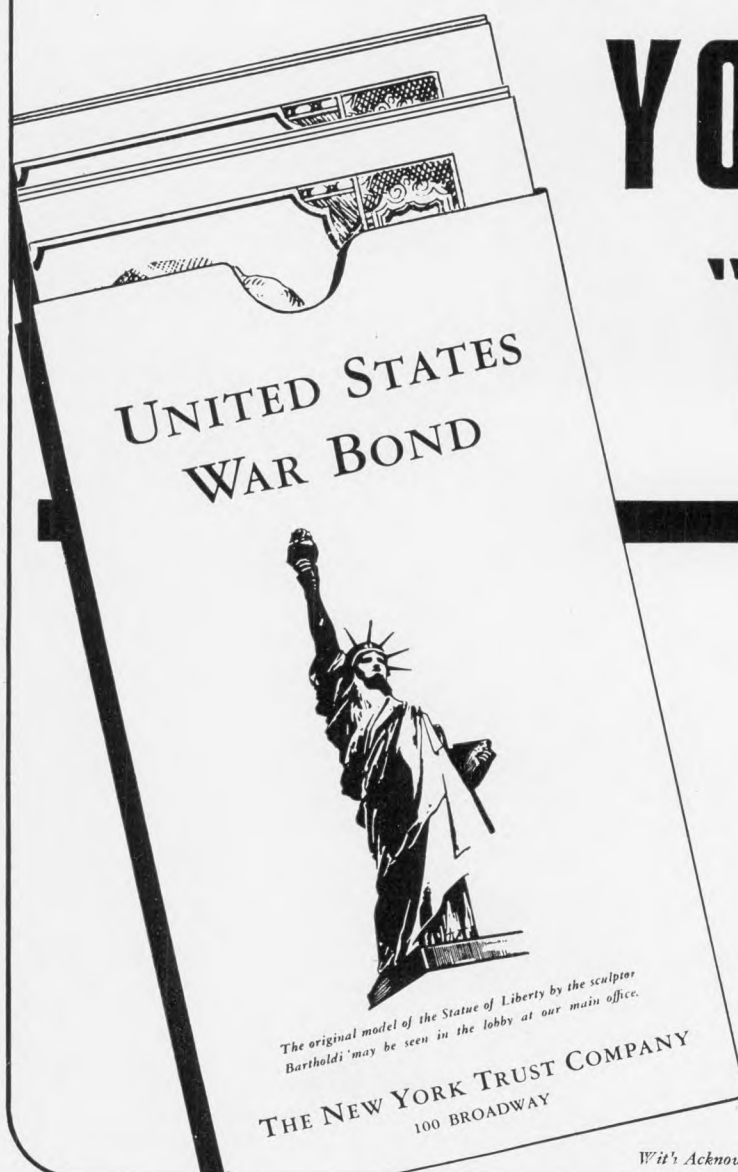 YO
"
UNITED STATES
WAR BOND
The original model of the Statue of Liberty by the sculptor
Bartholdi may be seen in the lobby at our main office.
THE NEW YORK TRUST COMPANY
100 BROADWAY